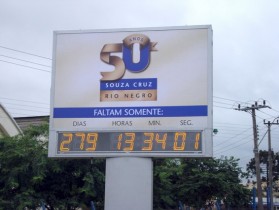 50
ANOS
SOUZA CRUZ
RIO NEGRO
FALTAM SOMENTE:
DIAS HORAS MIN. SEG.
279 13 34 01